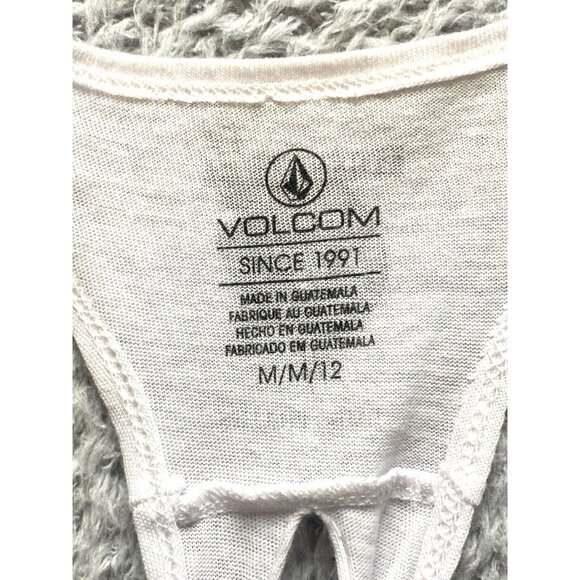 VOLCOM
SINCE 1991
MADE IN GUATEMALA
FABRIQUE AU GUATEMALA
HECHO EN GUATEMALA
FABRICADO EM GUATEMALA
M/M/12